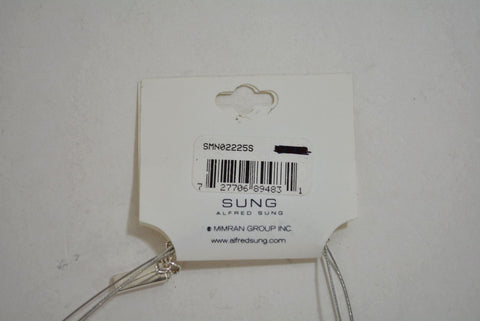 SMN02225S
7 27706 89483 1
SUNG
ALFRED SUNG
® MIMRAN GROUP INC.
www.alfredsung.com